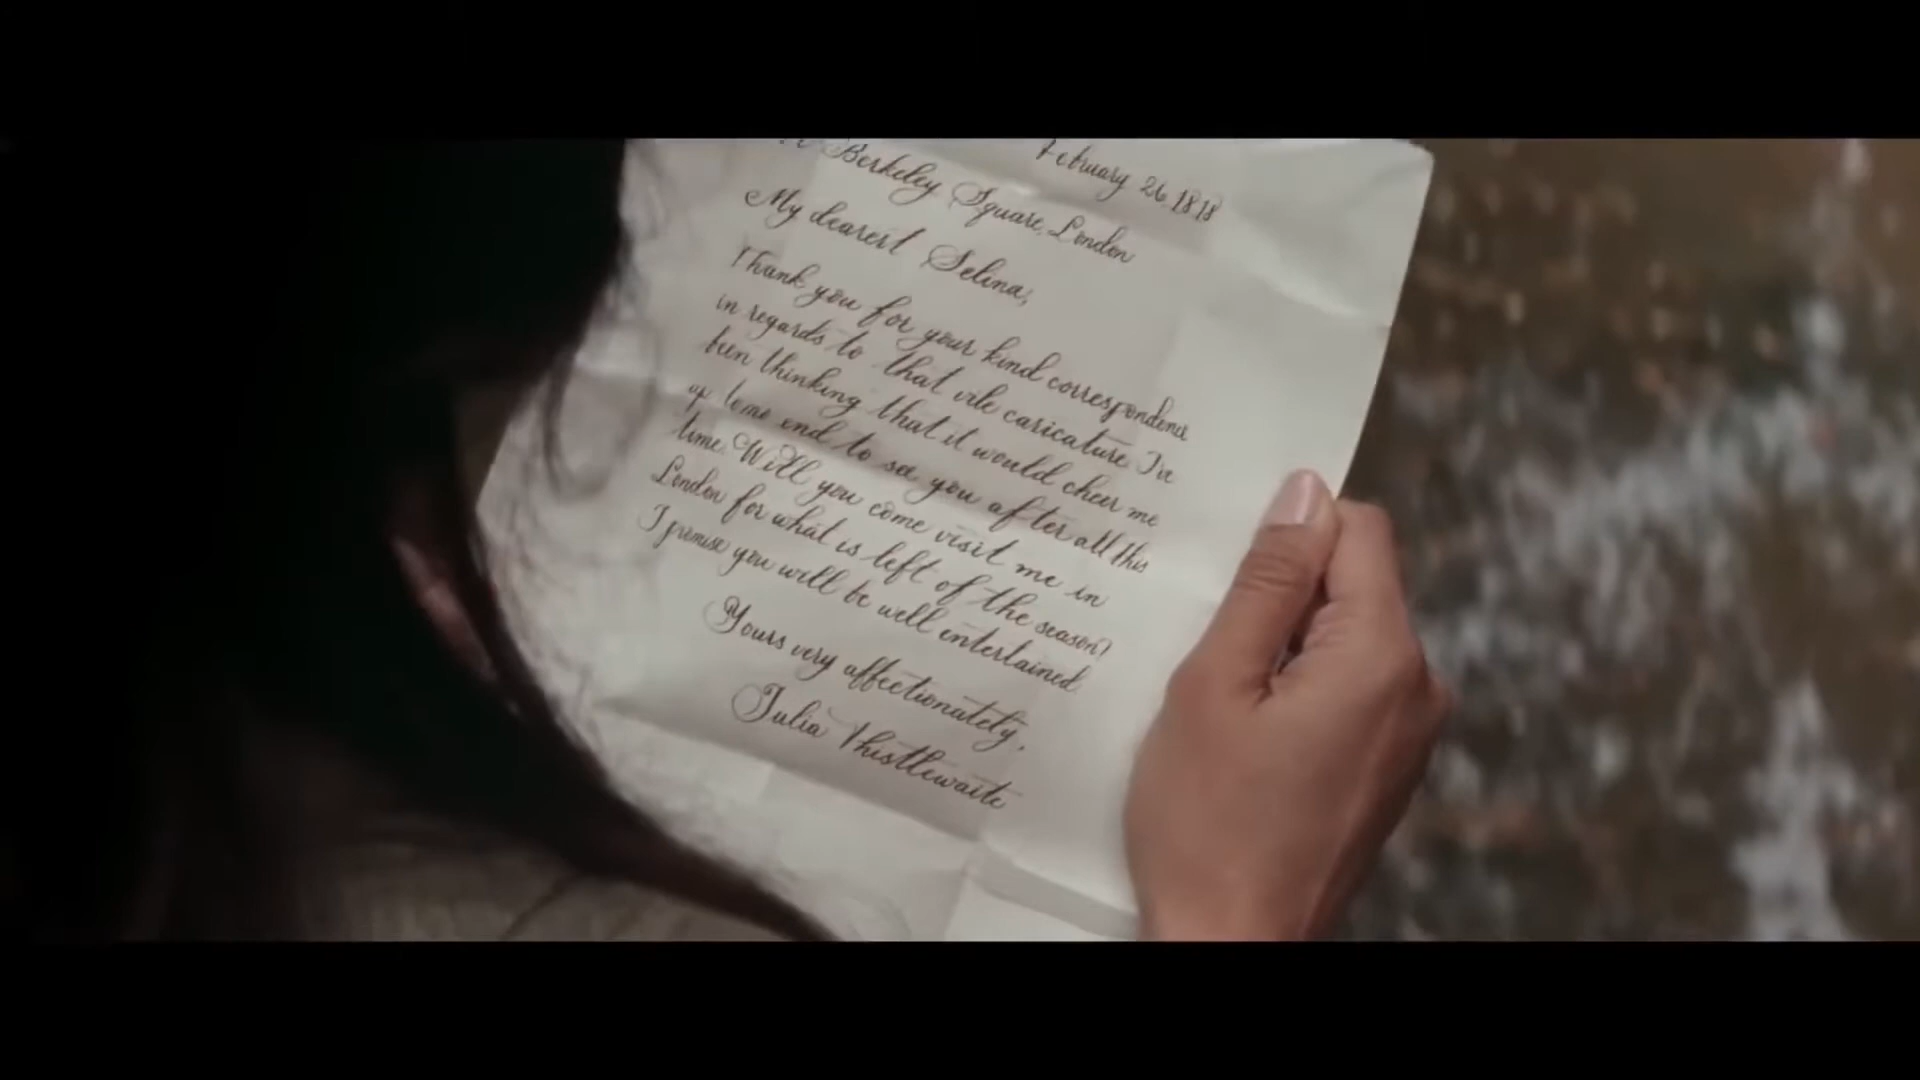 February 26 1818
Berkeley Square, London
My dearest Selina,
Thank you for your kind correspondence
in regards to that vile caricature. I've
been thinking that it would cheer me
up to no end to see you after all this
time. Will you come visit me in
London for what is left of the season?
I promise you will be well entertained.
Yours very affectionately,
Julia Thistlewaite